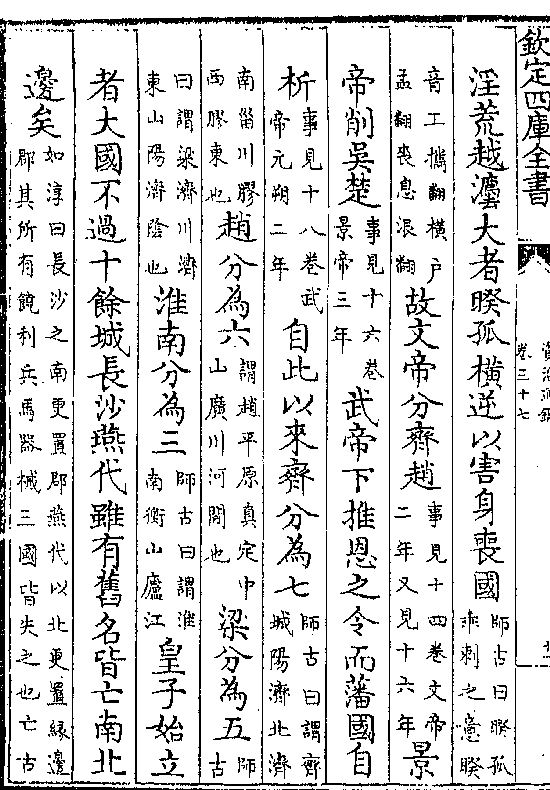 欽定四庫全書
資治通鑑
卷三十七
淫荒越灋大者睽孤橫逆以害身喪國師古曰睽孤乖剌之意睽
音工攜翻橫戶孟翻喪息浪翻故文帝分齊趙事見十四卷文帝二年又見十六年景
帝削吳楚事見十六卷景帝三年武帝下推恩之令而藩國自
析事見十八卷武帝元朔二年自此以來齊分為七師古曰謂齊城陽濟北濟
南甾川膠西膠東也趙分為六謂趙平原真定中山廣川河間也梁分為五師古
曰謂梁濟川濟東山陽濟陰也淮南分為三師古曰謂淮南衡山廬江皇子始立
者大國不過十餘城長沙燕代雖有舊名皆亡南北
邊矣如淳曰長沙之南更置郡燕代以北更置緣邊郡其所有饒利兵馬器械三國皆失之也亡古